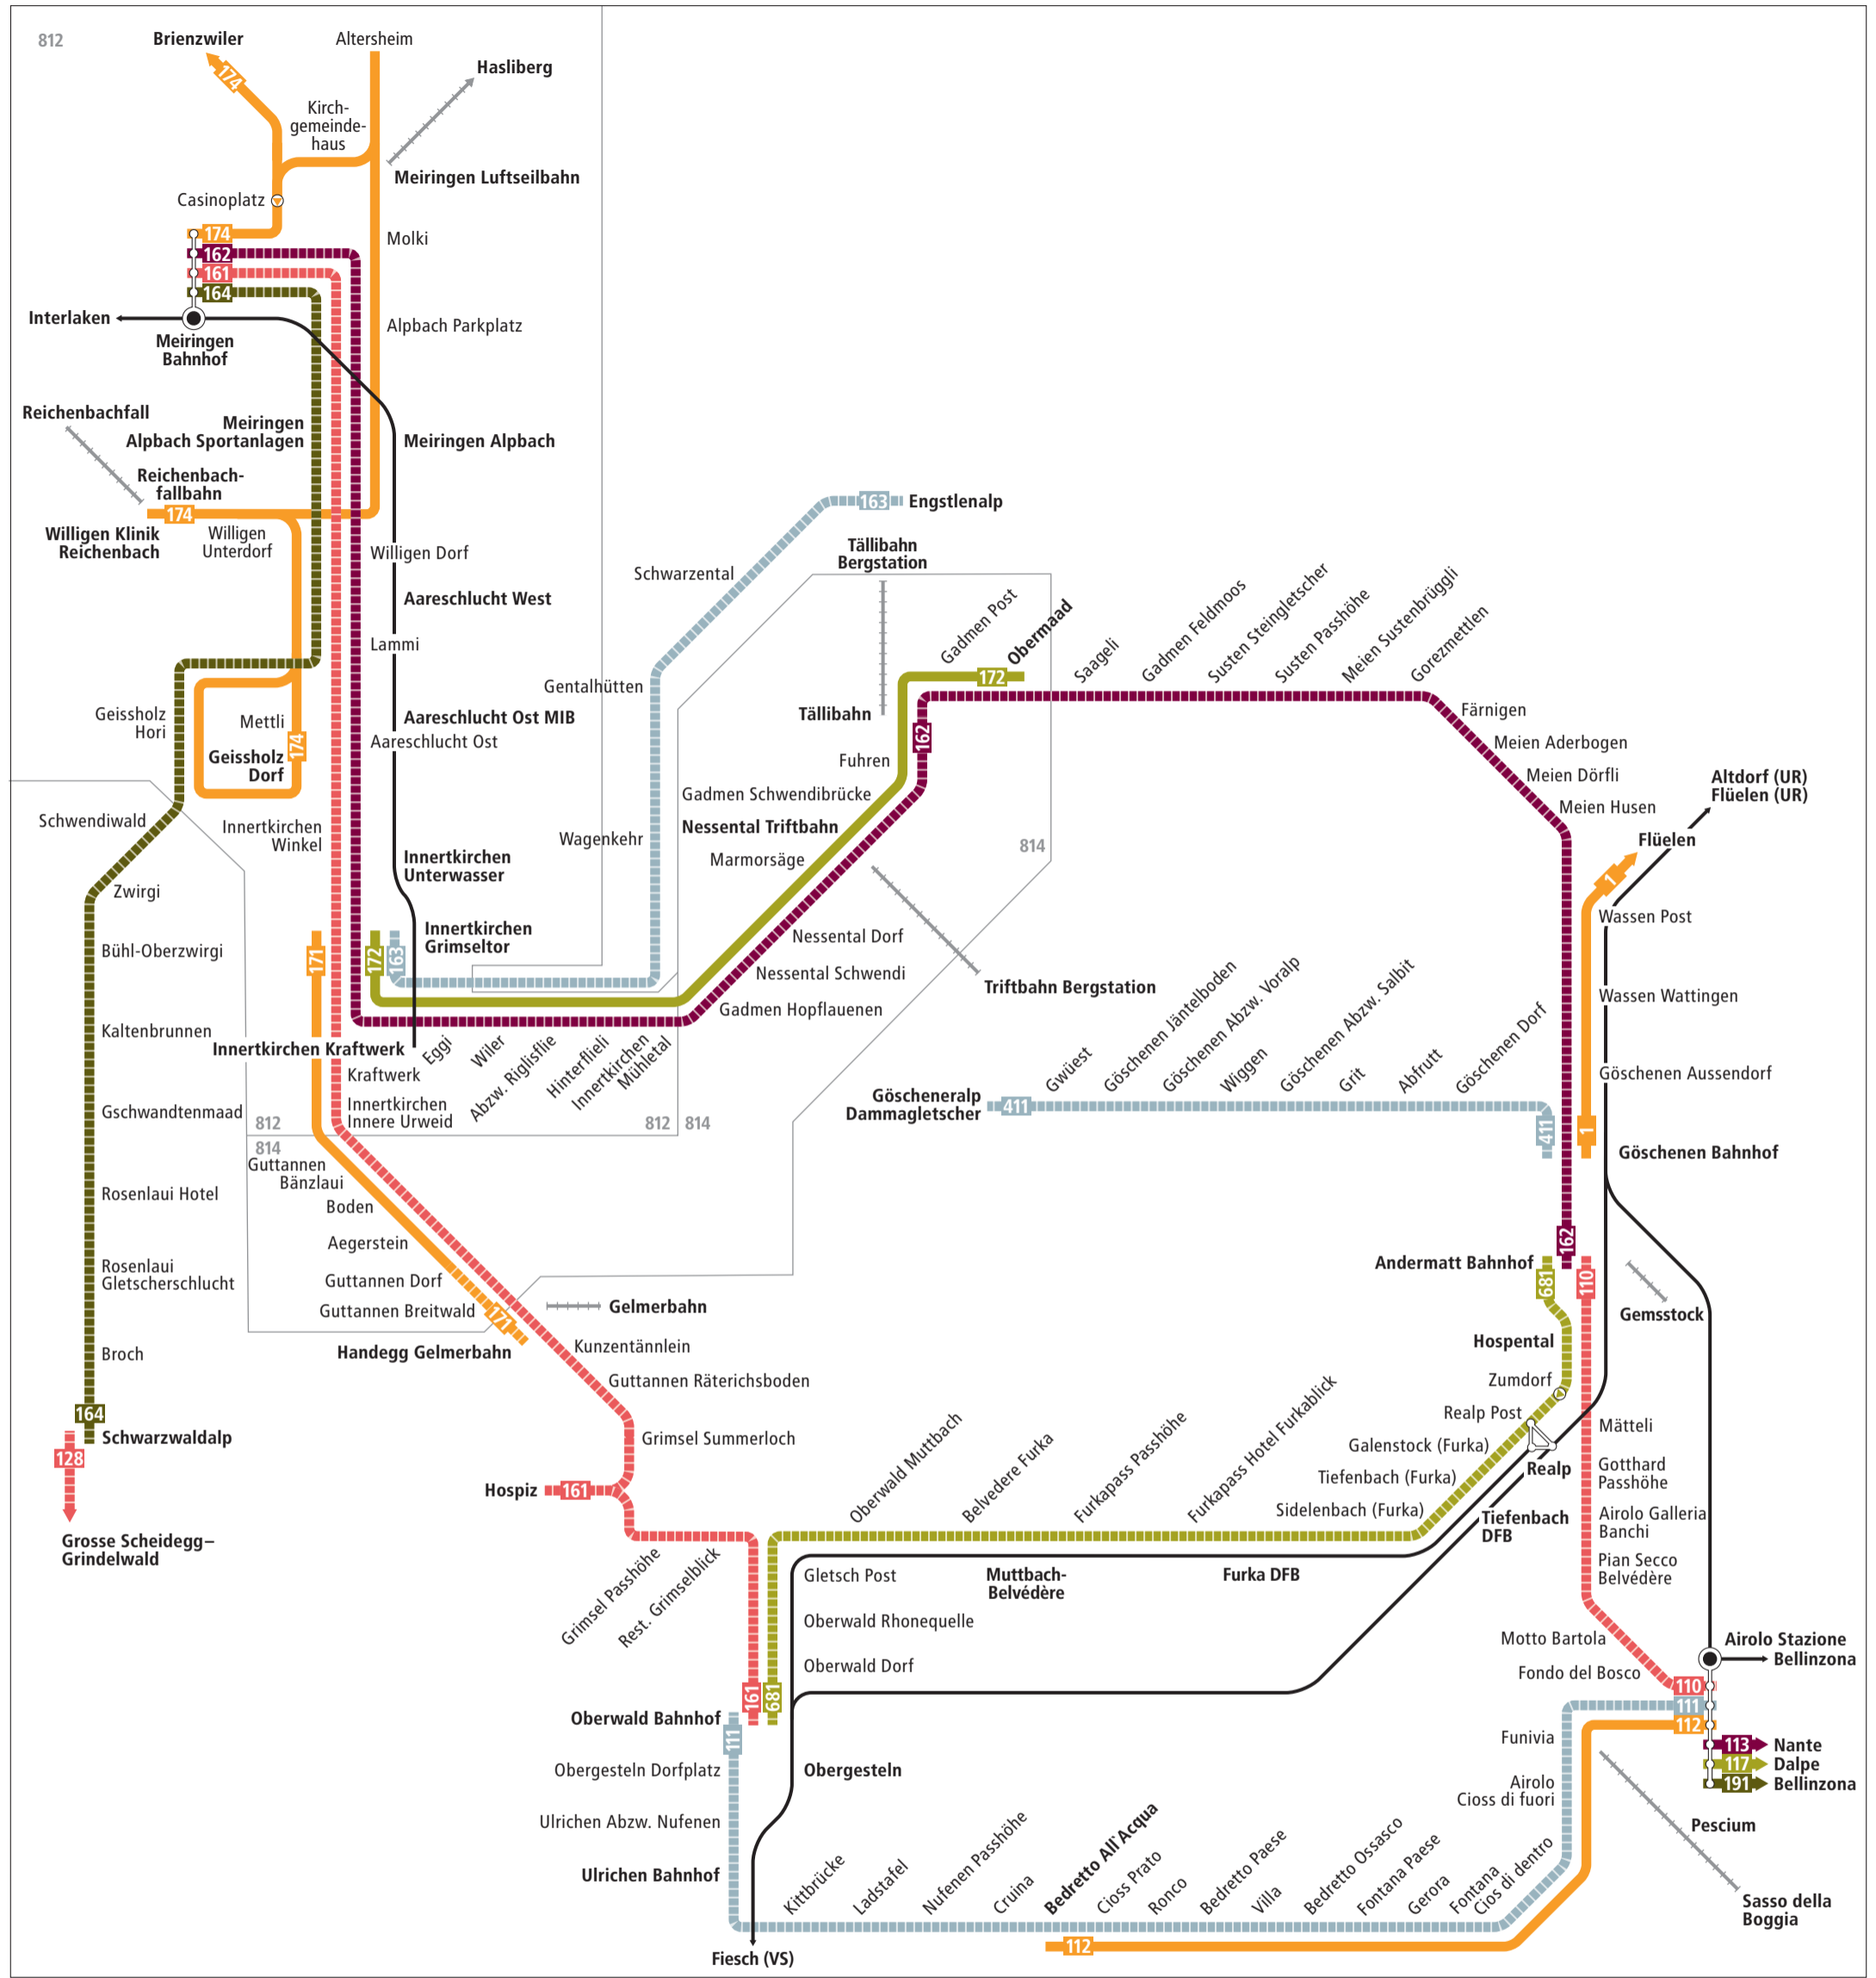 812
Brienzwiler
Altersheim
174
Hasliberg
Kirch-
gemeinde-
haus
Meiringen Luftseilbahn
Casinoplatz
174
162
161
164
Molki
Interlaken
Meiringen
Bahnhof
Alpbach Parkplatz
Reichenbachfall
Meiringen
Alpbach Sportanlagen
Meiringen Alpbach
Reichenbach-
fallbahn
174
Willigen Klinik
Reichenbach
Willigen
Unterdorf
Willigen Dorf
Aareschlucht West
Lammi
Geissholz
Hori
Mettli
174
Geissholz
Dorf
Aareschlucht Ost MIB
Aareschlucht Ost
Schwendiwald
Innertkirchen
Winkel
Innertkirchen
Unterwasser
Zwirgi
Bühl-Oberzwirgi
171
172
163
Innertkirchen
Grimseltor
Kaltenbrunnen
Innertkirchen Kraftwerk
Kraftwerk
Gschwandtenmaad
Innertkirchen
Innere Urweid
812
814
Guttannen
Bänzlaui
Rosenlaui Hotel
Boden
Aegerstein
Rosenlaui
Gletscherschlucht
Guttannen Dorf
Guttannen Breitwald
171
Broch
Handegg Gelmerbahn
164
Schwarzwaldalp
128
Grosse Scheidegg–
Grindelwald
163
Engstlenalp
Schwarzental
Gentalhütten
Wagenkehr
Tällibahn
Bergstation
Tällibahn
Gadmen Post
Obermaad
172
162
Saageli
Gadmen Feldmoos
Susten Steingletscher
Susten Passhöhe
Meien Sustenbrüggli
Gorezmettlen
Färnigen
Meien Aderbogen
Meien Dörfli
Meien Husen
Fuhren
Gadmen Schwendibrücke
Nessental Triftbahn
Marmorsäge
814
Nessental Dorf
Nessental Schwendi
Gadmen Hopflauenen
Triftbahn Bergstation
Eggi
Wiler
Abzw. Riglisflie
Hinterflieli
Innertkirchen
Mühletal
812
814
Altdorf (UR)
Flüelen (UR)
Flüelen
1
Wassen Post
Wassen Wattingen
Göschenen Aussendorf
Göscheneralp
Dammagletscher
411
Gwüest
Göschenen Jäntelboden
Göschenen Abzw. Voralp
Wiggen
Göschenen Abzw. Salbit
Grit
Abfrutt
Göschenen Dorf
411
1
Göschenen Bahnhof
162
Andermatt Bahnhof
681
110
Gemsstock
Hospental
Zumdorf
Realp Post
Galenstock (Furka)
Tiefenbach (Furka)
Sidelenbach (Furka)
Realp
Tiefenbach
DFB
Mätteli
Gotthard
Passhöhe
Airolo Galleria
Banchi
Pian Secco
Belvédère
Motto Bartola
Fondo del Bosco
Airolo Stazione
Bellinzona
110
111
112
113
Nante
117
Dalpe
191
Bellinzona
Gelmerbahn
Kunzentännlein
Guttannen Räterichsboden
Grimsel Summerloch
Hospiz
161
Grimsel Passhöhe
Rest. Grimselblick
Oberwald Muttbach
Belvedere Furka
Furkapass Passhöhe
Furkapass Hotel Furkablick
Gletsch Post
Muttbach-
Belvédère
Furka DFB
Oberwald Rhonequelle
Oberwald Dorf
161
681
Oberwald Bahnhof
111
Obergesteln Dorfplatz
Obergesteln
Ulrichen Abzw. Nufenen
Ulrichen Bahnhof
Fiesch (VS)
Kittbrücke
Ladstafel
Nufenen Passhöhe
Cruina
Bedretto All`Acqua
Cioss Prato
Ronco
Bedretto Paese
Villa
Bedretto Ossasco
Fontana Paese
Gerora
Fontana
Cios di dentro
112
Funivia
Airolo
Cioss di fuori
Pescium
Sasso della
Boggia